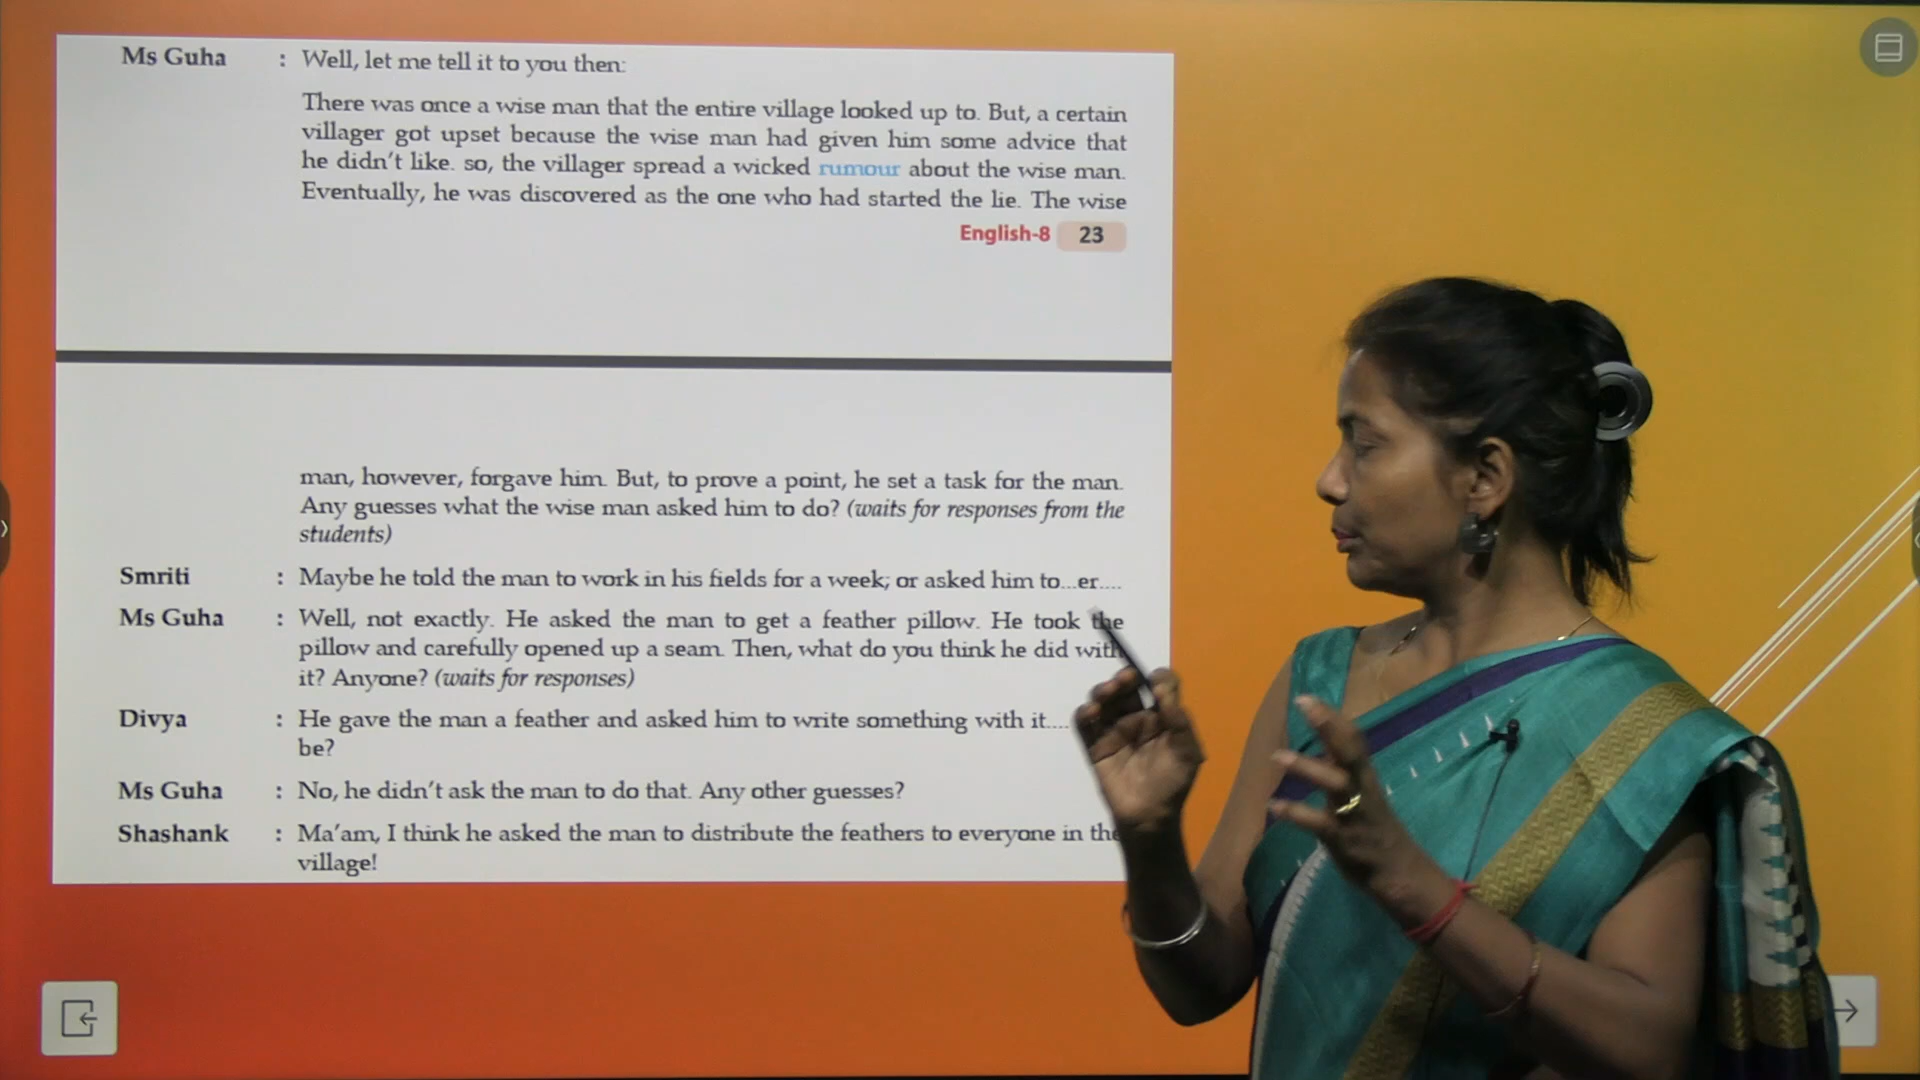 Ms Guha : Well, let me tell it to you then:
There was once a wise man that the entire village looked up to. But, a certain
villager got upset because the wise man had given him some advice that
he didn't like. so, the villager spread a wicked rumour about the wise man.
Eventually, he was discovered as the one who had started the lie. The wise
English-8 23
man, however, forgave him. But, to prove a point, he set a task for the man.
Any guesses what the wise man asked him to do? (waits for responses from the
students)
Smriti : Maybe he told the man to work in his fields for a week; or asked him to...er....
Ms Guha : Well, not exactly. He asked the man to get a feather pillow. He took the
pillow and carefully opened up a seam. Then, what do you think he did with
it? Anyone? (waits for responses)
Divya : He gave the man a feather and asked him to write something with it....
be?
Ms Guha : No, he didn't ask the man to do that. Any other guesses?
Shashank : Ma'am, I think he asked the man to distribute the feathers to everyone in the
village!